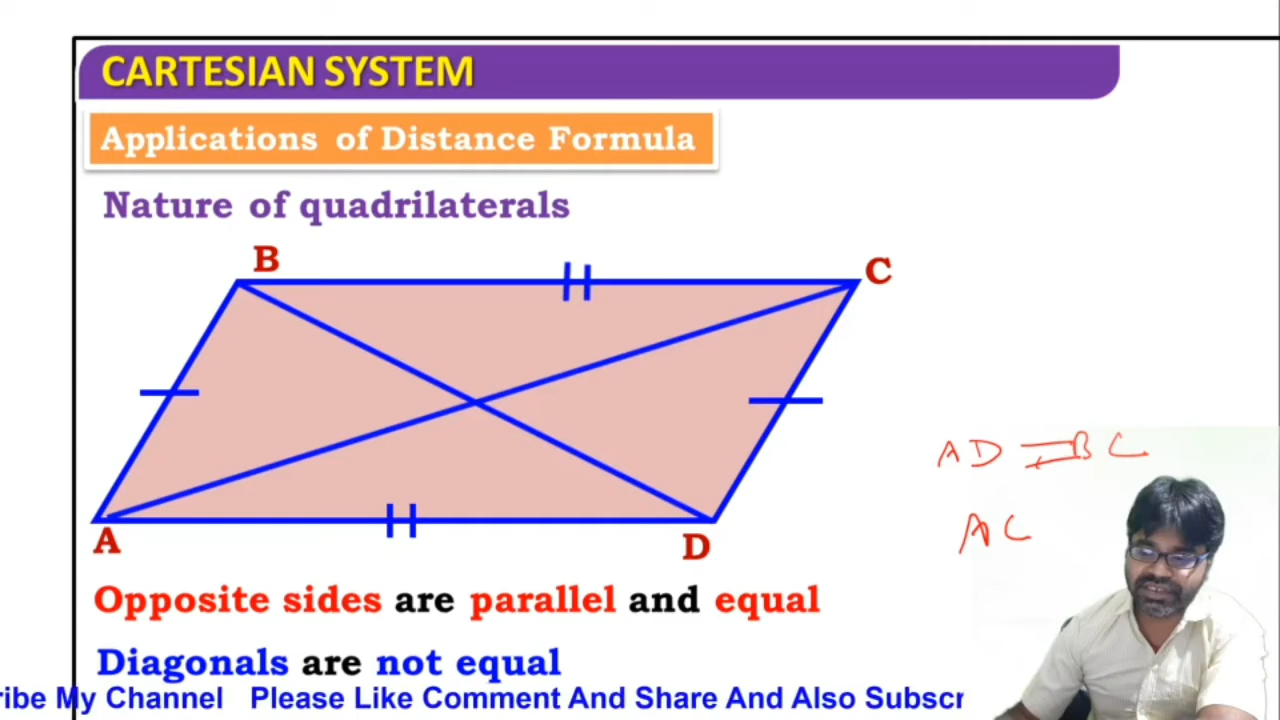 CARTESIAN SYSTEM
Applications of Distance Formula
Nature of quadrilaterals
B
C
A
D
AD = BC
AC
Opposite sides are parallel and equal
Diagonals are not equal
ribe My Channel Please Like Comment And Share And Also Subscr